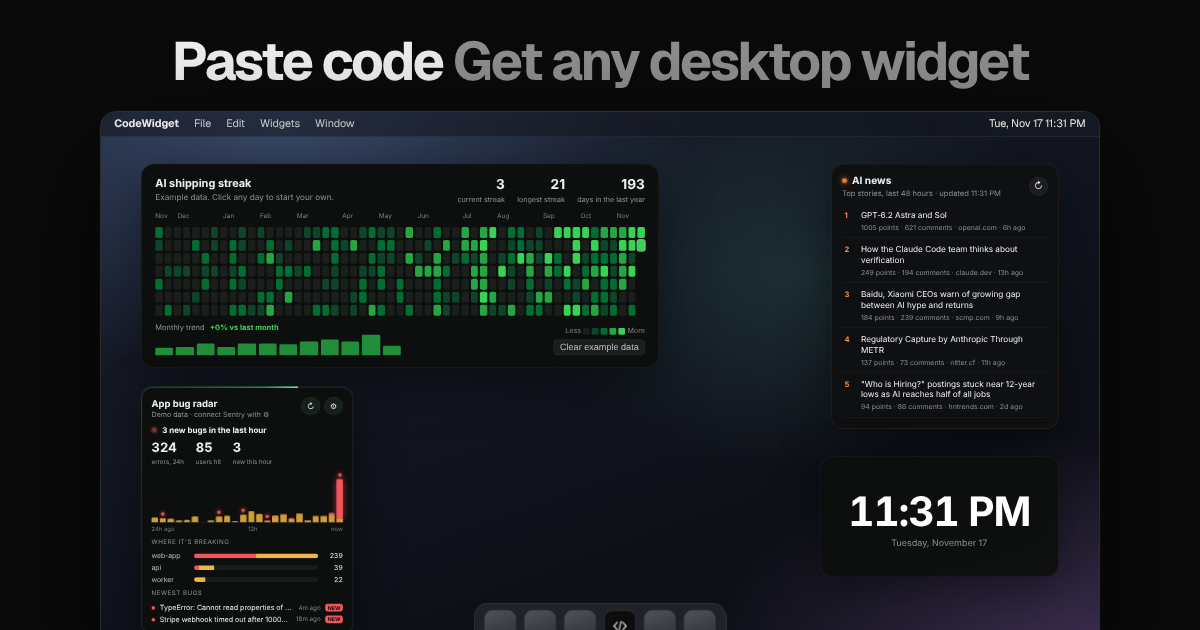 Paste code Get any desktop widget
CodeWidget File Edit Widgets Window Tue, Nov 17 11:31 PM
AI shipping streak
Example data. Click any day to start your own.
3 21 193
current streak longest streak days in the last year
Nov Dec Jan Feb Mar Apr May Jun Jul Aug Sep Oct Nov
Monthly trend +0% vs last month
Less More
Clear example data
AI news
Top stories, last 48 hours · updated 11:31 PM
1 GPT-6.2 Astra and Sol
1005 points · 621 comments · openai.com · 6h ago
2 How the Claude Code team thinks about
verification
249 points · 194 comments · claude.dev · 13h ago
3 Baidu, Xiaomi CEOs warn of growing gap
between AI hype and returns
184 points · 239 comments · scmp.com · 9h ago
4 Regulatory Capture by Anthropic Through
METR
137 points · 73 comments · nitter.cf · 11h ago
5 "Who is Hiring?" postings stuck near 12-year
lows as AI reaches half of all jobs
94 points · 86 comments · hntrends.com · 2d ago
App bug radar
Demo data · connect Sentry with ⚙
3 new bugs in the last hour
324 85 3
errors, 24h users hit new this hour
24h ago 12h now
WHERE IT'S BREAKING
web-app 239
api 39
worker 22
NEWEST BUGS
TypeError: Cannot read properties of ... 4m ago NEW
Stripe webhook timed out after 1000... 18m ago NEW
11:31 PM
Tuesday, November 17